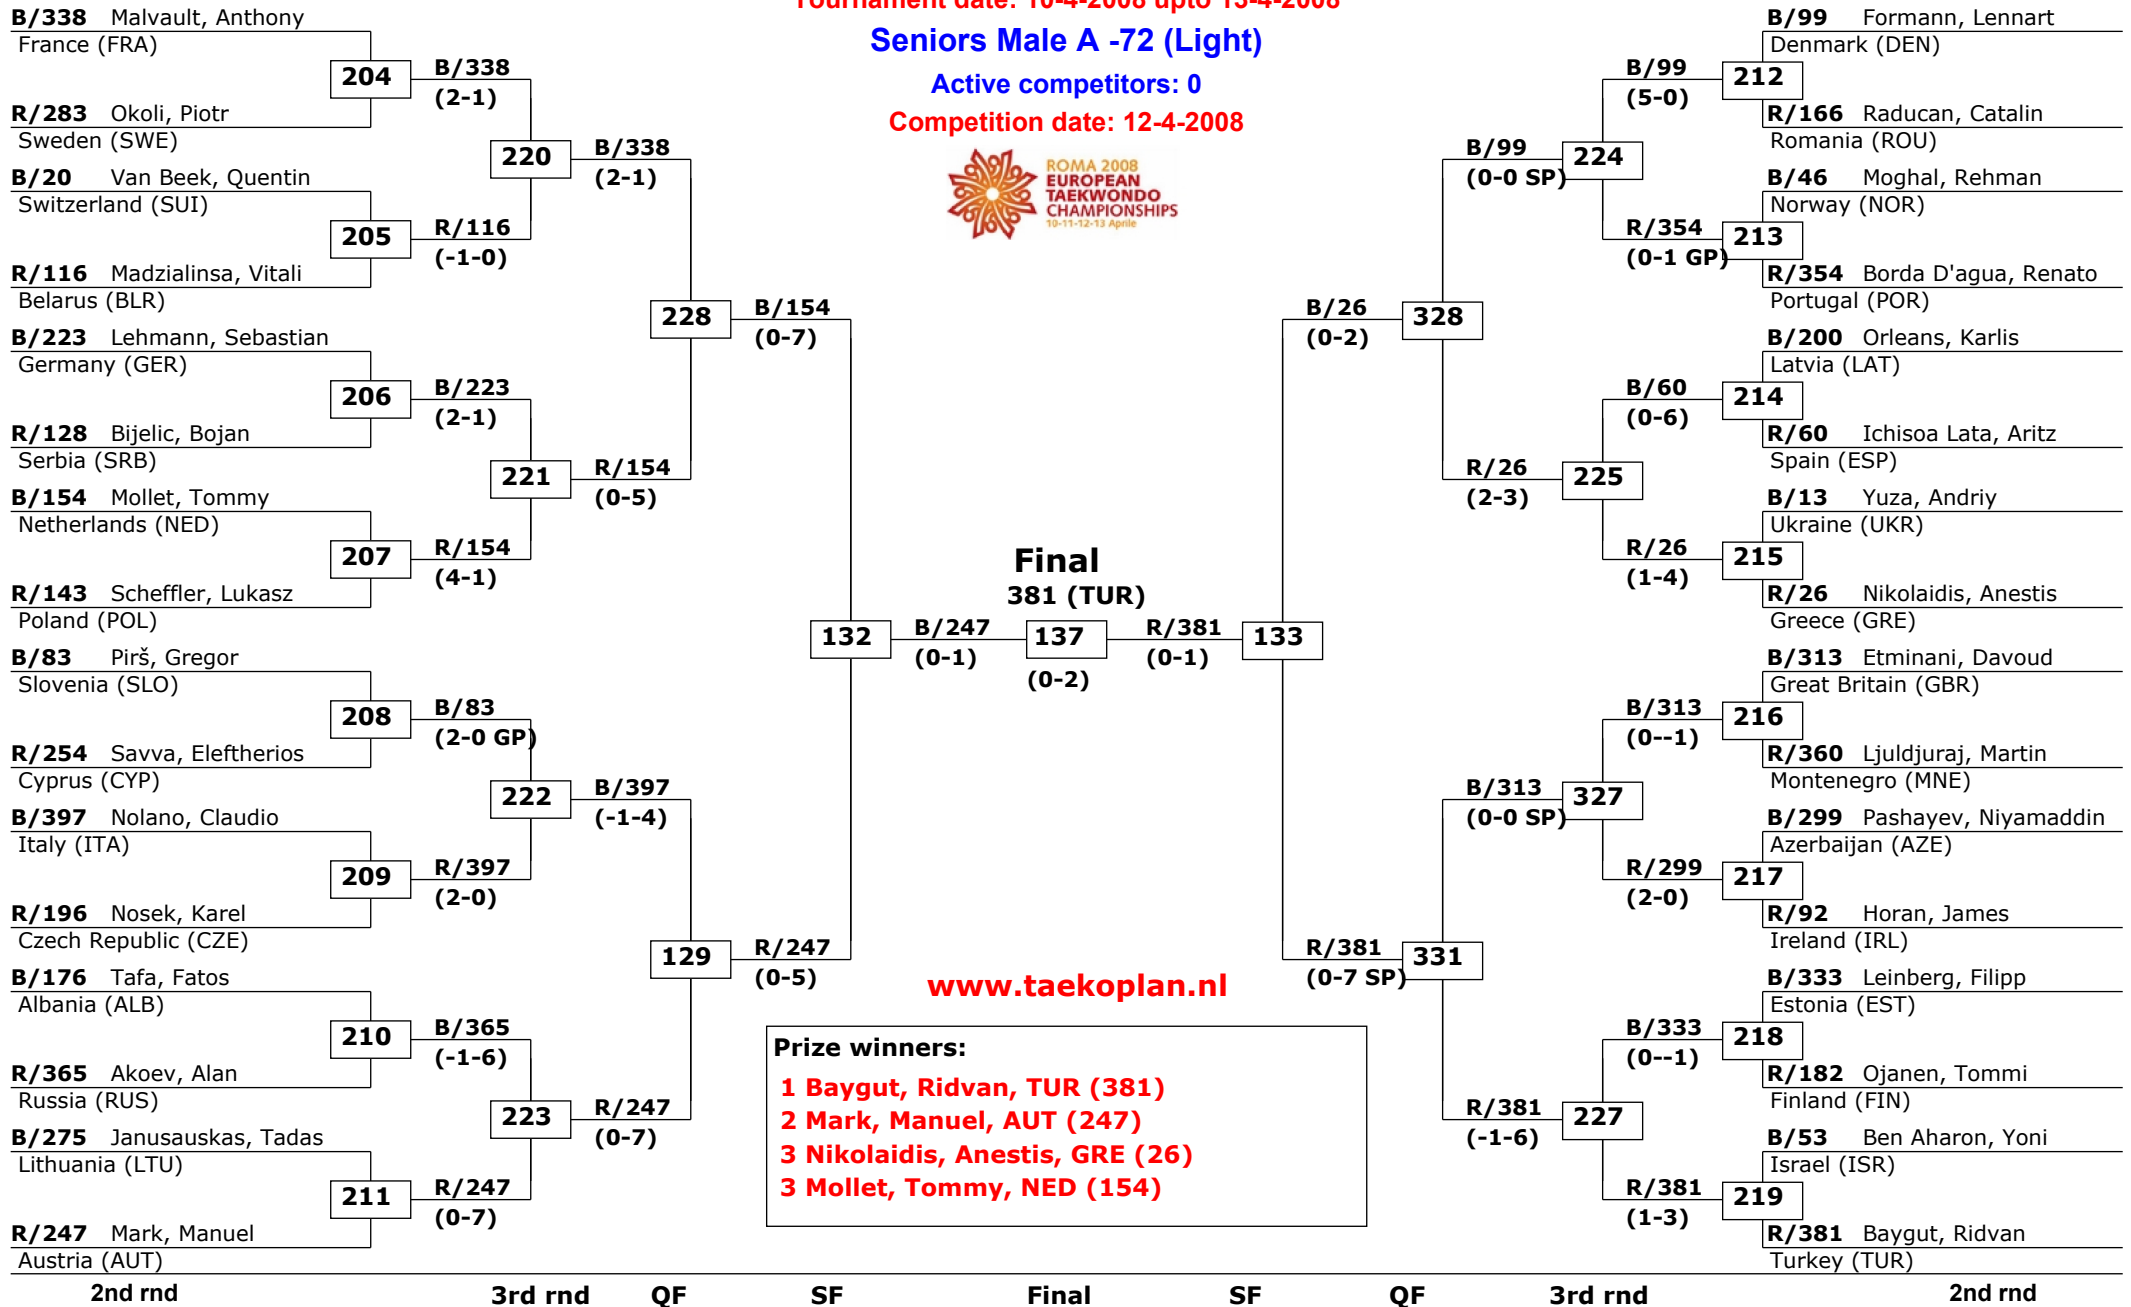 Tournament date: 10-4-2008 upto 13-4-2008
Seniors Male A -72 (Light)
Active competitors: 0
Competition date: 12-4-2008
ROMA 2008
EUROPEAN
TAEKWONDO
CHAMPIONSHIPS
10-11-12-13 Aprile
B/338 Malvault, Anthony
France (FRA)
204
R/283 Okoli, Piotr
Sweden (SWE)
B/20 Van Beek, Quentin
Switzerland (SUI)
205
R/116 Madzialinsa, Vitali
Belarus (BLR)
B/223 Lehmann, Sebastian
Germany (GER)
206
R/128 Bijelic, Bojan
Serbia (SRB)
B/154 Mollet, Tommy
Netherlands (NED)
207
R/143 Scheffler, Lukasz
Poland (POL)
B/83 Pirš, Gregor
Slovenia (SLO)
208
R/254 Savva, Eleftherios
Cyprus (CYP)
B/397 Nolano, Claudio
Italy (ITA)
209
R/196 Nosek, Karel
Czech Republic (CZE)
B/176 Tafa, Fatos
Albania (ALB)
210
R/365 Akoev, Alan
Russia (RUS)
B/275 Janusauskas, Tadas
Lithuania (LTU)
211
R/247 Mark, Manuel
Austria (AUT)
B/338
(2-1)
220
R/116
(-1-0)
B/223
(2-1)
221
R/154
(4-1)
B/83
(2-0 GP)
222
R/397
(2-0)
B/365
(-1-6)
223
R/247
(0-7)
B/338
(2-1)
228
R/154
(0-5)
B/397
(-1-4)
129
R/247
(0-7)
B/154
(0-7)
132
R/247
(0-5)
B/247
(0-1)
Final
381 (TUR)
137
(0-2)
R/381
(0-1)
133
B/26
(0-2)
328
R/381
(0-7 SP)
331
B/99
(0-0 SP)
224
R/26
(2-3)
225
B/313
(0-0 SP)
327
R/381
(-1-6)
227
B/99
(5-0)
212
R/354
(0-1 GP)
213
B/60
(0-6)
214
R/26
(1-4)
215
B/313
(0--1)
216
R/299
(2-0)
217
B/333
(0--1)
218
R/381
(1-3)
219
B/99 Formann, Lennart
Denmark (DEN)
R/166 Raducan, Catalin
Romania (ROU)
B/46 Moghal, Rehman
Norway (NOR)
R/354 Borda D'agua, Renato
Portugal (POR)
B/200 Orleans, Karlis
Latvia (LAT)
R/60 Ichisoa Lata, Aritz
Spain (ESP)
B/13 Yuza, Andriy
Ukraine (UKR)
R/26 Nikolaidis, Anestis
Greece (GRE)
B/313 Etminani, Davoud
Great Britain (GBR)
R/360 Ljuldjuraj, Martin
Montenegro (MNE)
B/299 Pashayev, Niyamaddin
Azerbaijan (AZE)
R/92 Horan, James
Ireland (IRL)
B/333 Leinberg, Filipp
Estonia (EST)
R/182 Ojanen, Tommi
Finland (FIN)
B/53 Ben Aharon, Yoni
Israel (ISR)
R/381 Baygut, Ridvan
Turkey (TUR)
www.taekoplan.nl
Prize winners:
1 Baygut, Ridvan, TUR (381)
2 Mark, Manuel, AUT (247)
3 Nikolaidis, Anestis, GRE (26)
3 Mollet, Tommy, NED (154)
2nd rnd 3rd rnd QF SF Final SF QF 3rd rnd 2nd rnd